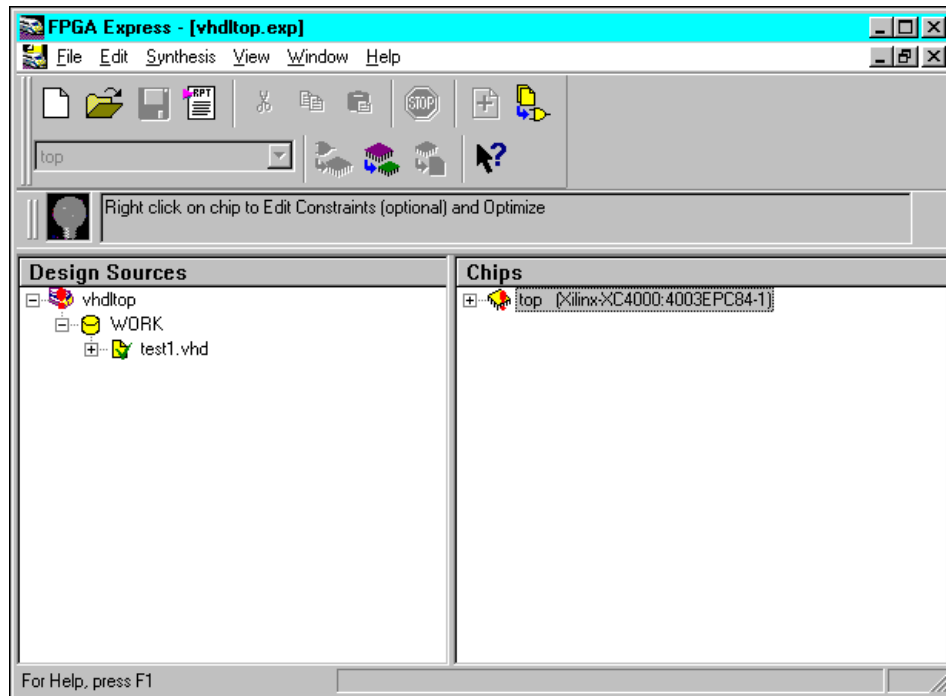 FPGA Express - [vhdltop.exp]
File Edit Synthesis View Window Help
RPT
STOP
top
Right click on chip to Edit Constraints (optional) and Optimize
Design Sources
Chips
vhdltop
top (Xilinx-XC4000:4003EPC84-1)
WORK
test1.vhd
For Help, press F1